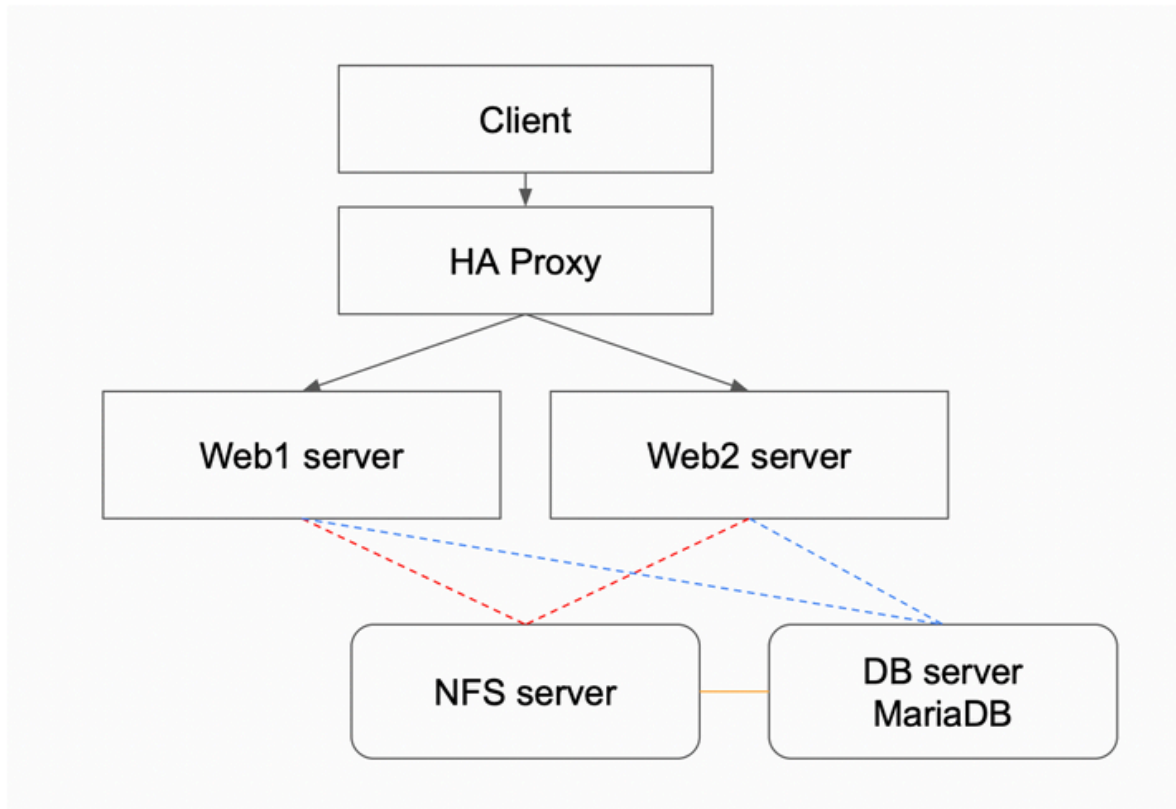 Client
HA Proxy
Web1 server
Web2 server
NFS server
DB server
MariaDB